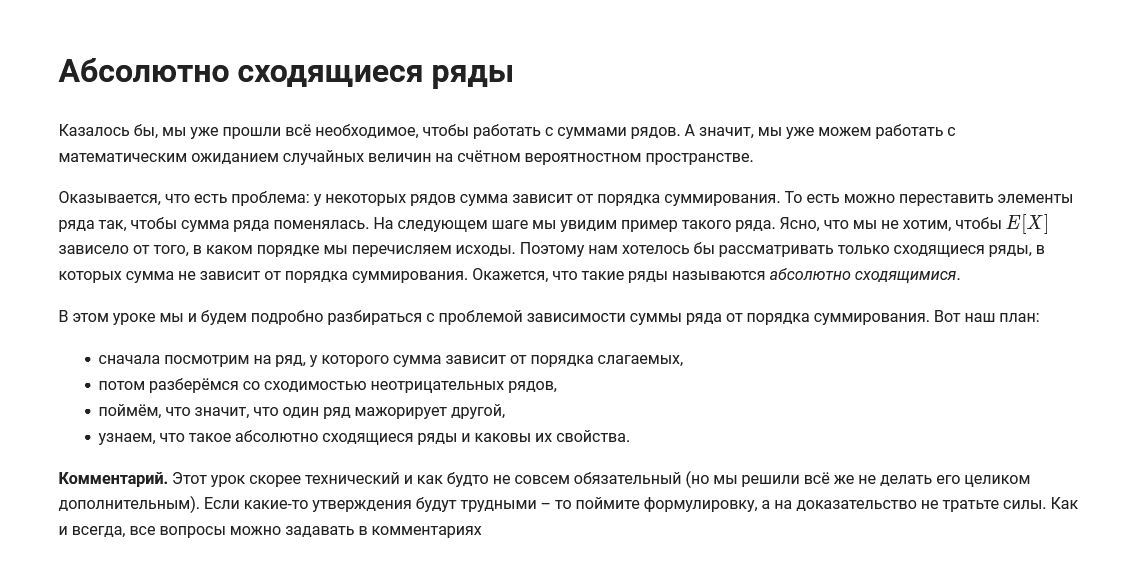 Абсолютно сходящиеся ряды
Казалось бы, мы уже прошли всё необходимое, чтобы работать с суммами рядов. А значит, мы уже можем работать с
математическим ожиданием случайных величин на счётном вероятностном пространстве.
Оказывается, что есть проблема: у некоторых рядов сумма зависит от порядка суммирования. То есть можно переставить элементы
ряда так, чтобы сумма ряда поменялась. На следующем шаге мы увидим пример такого ряда. Ясно, что мы не хотим, чтобы E[X]
зависело от того, в каком порядке мы перечисляем исходы. Поэтому нам хотелось бы рассматривать только сходящиеся ряды, в
которых сумма не зависит от порядка суммирования. Окажется, что такие ряды называются абсолютно сходящимися.
В этом уроке мы и будем подробно разбираться с проблемой зависимости суммы ряда от порядка суммирования. Вот наш план:
• сначала посмотрим на ряд, у которого сумма зависит от порядка слагаемых,
• потом разберёмся со сходимостью неотрицательных рядов,
• поймём, что значит, что один ряд мажорирует другой,
• узнаем, что такое абсолютно сходящиеся ряды и каковы их свойства.
Комментарий. Этот урок скорее технический и как будто не совсем обязательный (но мы решили всё же не делать его целиком
дополнительным). Если какие-то утверждения будут трудными – то поймите формулировку, а на доказательство не тратьте силы. Как
и всегда, все вопросы можно задавать в комментариях